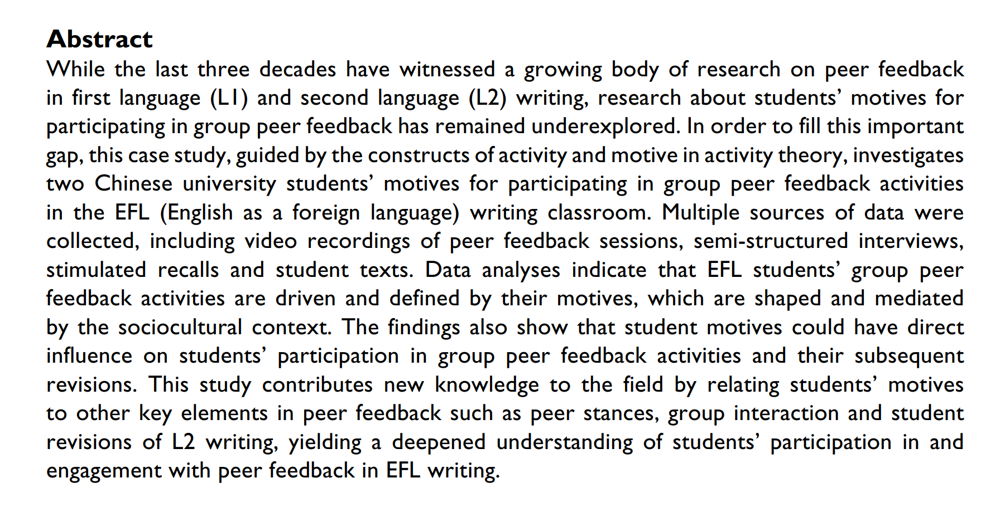 Abstract
While the last three decades have witnessed a growing body of research on peer feedback
in first language (L1) and second language (L2) writing, research about students’ motives for
participating in group peer feedback has remained underexplored. In order to fill this important
gap, this case study, guided by the constructs of activity and motive in activity theory, investigates
two Chinese university students’ motives for participating in group peer feedback activities
in the EFL (English as a foreign language) writing classroom. Multiple sources of data were
collected, including video recordings of peer feedback sessions, semi-structured interviews,
stimulated recalls and student texts. Data analyses indicate that EFL students’ group peer
feedback activities are driven and defined by their motives, which are shaped and mediated
by the sociocultural context. The findings also show that student motives could have direct
influence on students’ participation in group peer feedback activities and their subsequent
revisions. This study contributes new knowledge to the field by relating students’ motives
to other key elements in peer feedback such as peer stances, group interaction and student
revisions of L2 writing, yielding a deepened understanding of students’ participation in and
engagement with peer feedback in EFL writing.